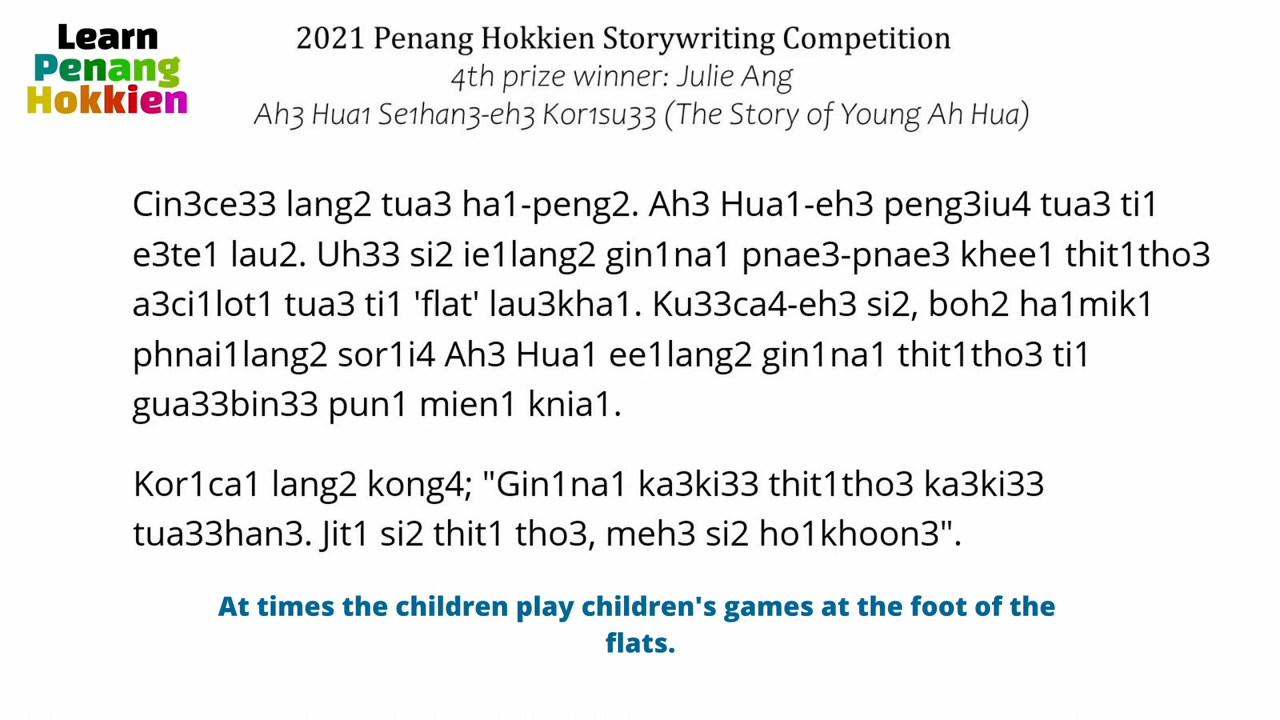 Learn
Penang
Hokkien
2021 Penang Hokkien Storywriting Competition
4th prize winner: Julie Ang
Ah3 Hua1 Se1han3-eh3 Kor1su33 (The Story of Young Ah Hua)
Cin3ce33 lang2 tua3 ha1-peng2. Ah3 Hua1-eh3 peng3iu4 tua3 ti1
e3te1 lau2. Uh33 si2 ie1lang2 gin1na1 pnae3-pnae3 khee1 thit1tho3
a3ci1lot1 tua3 ti1 'flat' lau3kha1. Ku33ca4-eh3 si2, boh2 ha1mik1
phnai1lang2 sor1i4 Ah3 Hua1 ee1lang2 gin1na1 thit1tho3 ti1
gua33bin33 pun1 mien1 knia1.
Kor1ca1 lang2 kong4; "Gin1na1 ka3ki33 thit1tho3 ka3ki33
tua33han3. Jit1 si2 thit1 tho3, meh3 si2 ho1khoon3".
At times the children play children's games at the foot of the
flats.